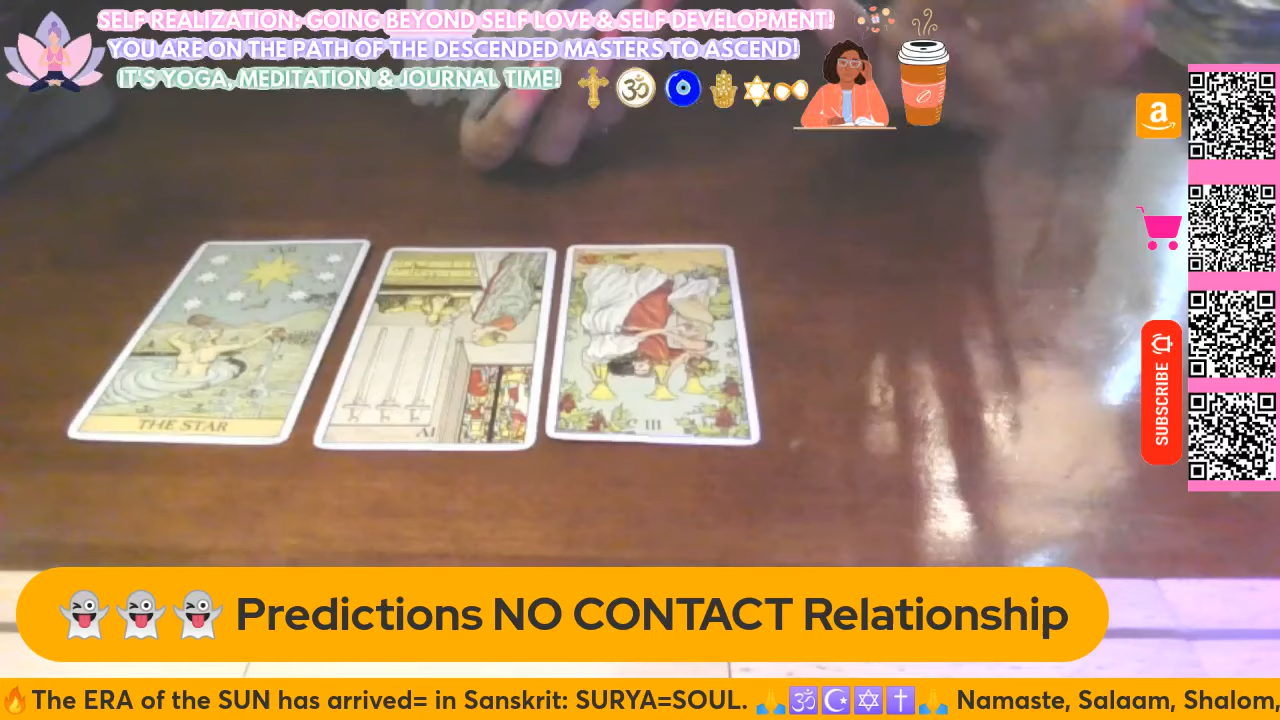 SELF REALIZATION: GOING BEYOND SELF LOVE & SELF DEVELOPMENT!
YOU ARE ON THE PATH OF THE DESCENDED MASTERS TO ASCEND!
IT'S YOGA, MEDITATION & JOURNAL TIME!
a
SUBSCRIBE
XVII
THE STAR
III
👻👻👻 Predictions NO CONTACT Relationship
🔥The ERA of the SUN has arrived= in Sanskrit: SURYA=SOUL. 🙏🕉☪✡✝🙏 Namaste, Salaam, Shalom,